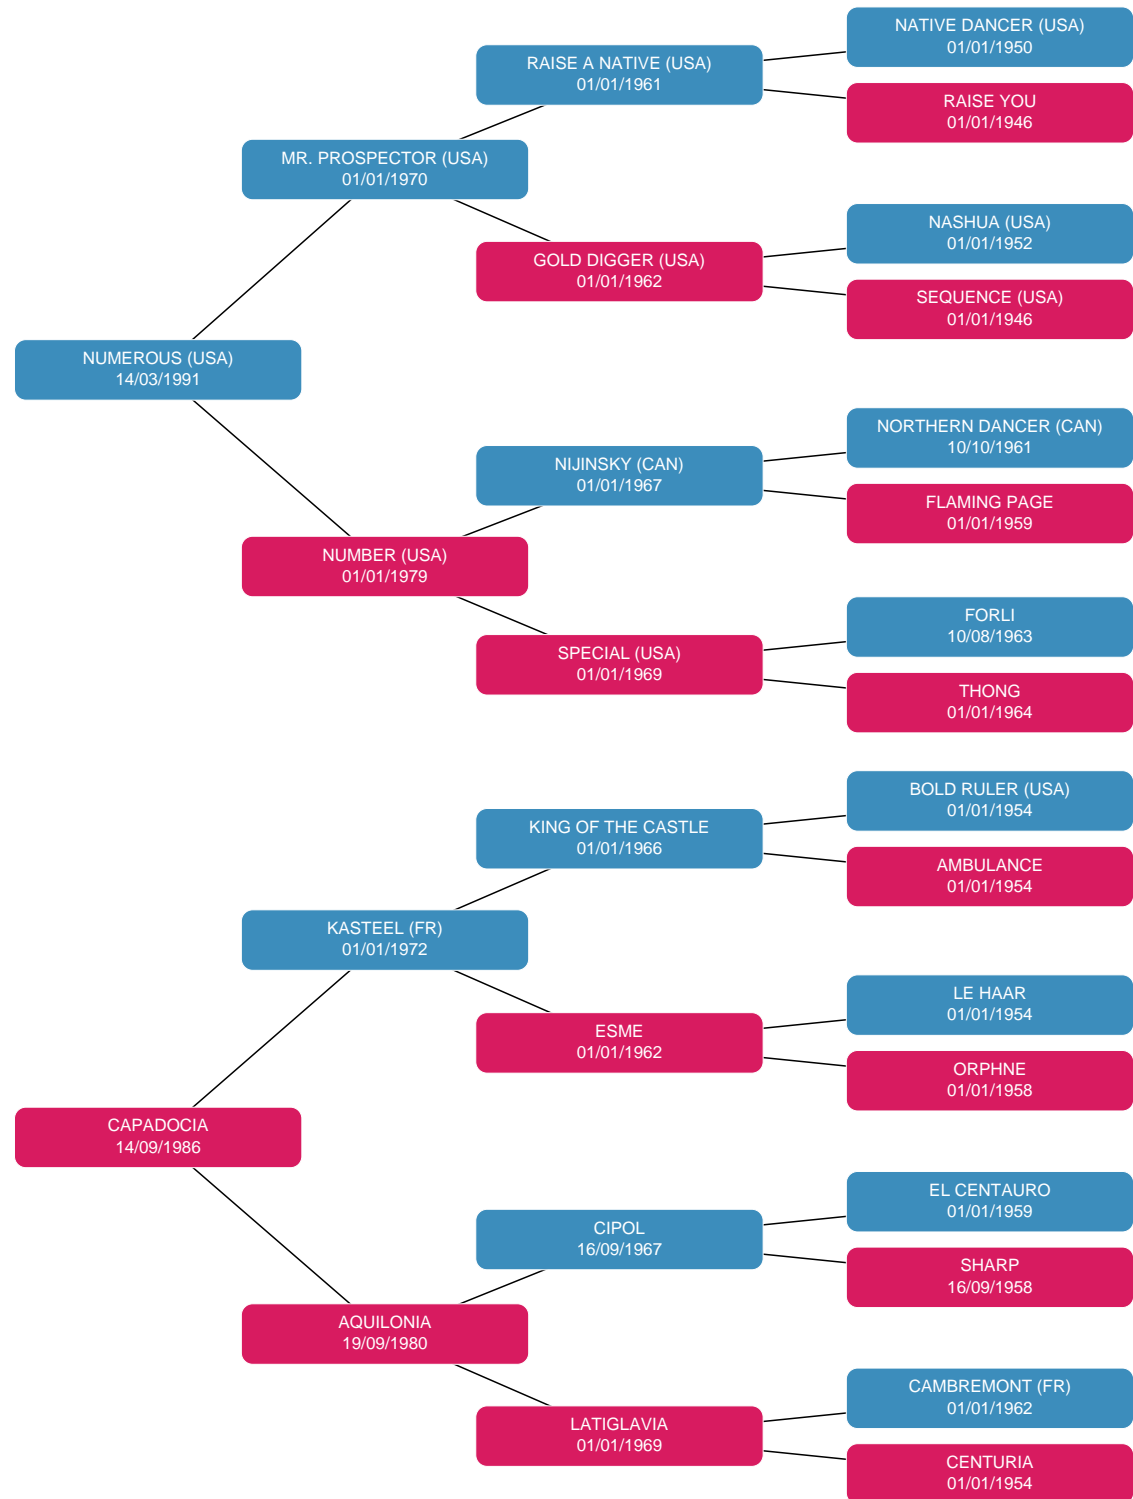 NATIVE DANCER (USA)
01/01/1950
RAISE A NATIVE (USA)
01/01/1961
RAISE YOU
01/01/1946
MR. PROSPECTOR (USA)
01/01/1970
NASHUA (USA)
01/01/1952
GOLD DIGGER (USA)
01/01/1962
SEQUENCE (USA)
01/01/1946
NUMEROUS (USA)
14/03/1991
NORTHERN DANCER (CAN)
10/10/1961
NIJINSKY (CAN)
01/01/1967
FLAMING PAGE
01/01/1959
NUMBER (USA)
01/01/1979
FORLI
10/08/1963
SPECIAL (USA)
01/01/1969
THONG
01/01/1964
BOLD RULER (USA)
01/01/1954
KING OF THE CASTLE
01/01/1966
AMBULANCE
01/01/1954
KASTEEL (FR)
01/01/1972
LE HAAR
01/01/1954
ESME
01/01/1962
ORPHNE
01/01/1958
CAPADOCIA
14/09/1986
EL CENTAURO
01/01/1959
CIPOL
16/09/1967
SHARP
16/09/1958
AQUILONIA
19/09/1980
CAMBREMONT (FR)
01/01/1962
LATIGLAVIA
01/01/1969
CENTURIA
01/01/1954